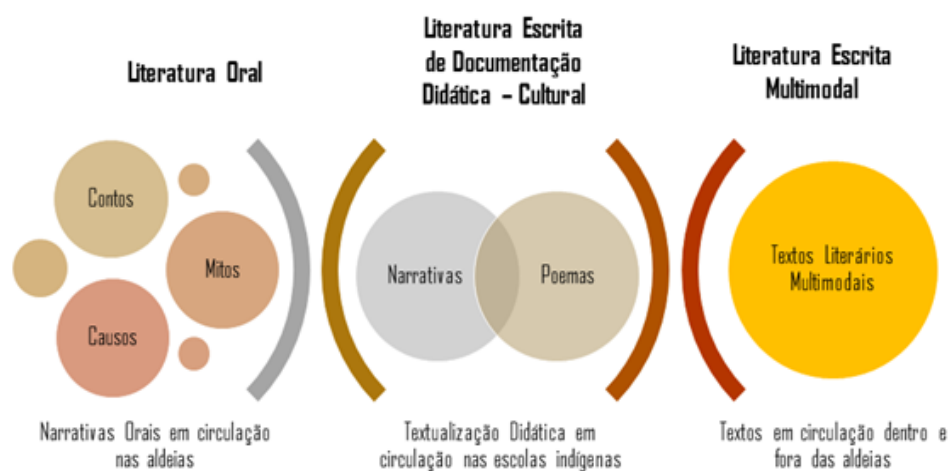 Literatura Oral
Contos
Mitos
Causos
Narrativas Orais em circulação
nas aldeias
Literatura Escrita
de Documentação
Didática – Cultural
Narrativas
Poemas
Textualização Didática em
circulação nas escolas indígenas
Literatura Escrita
Multimodal
Textos Literários
Multimodais
Textos em circulação dentro e
fora das aldeias